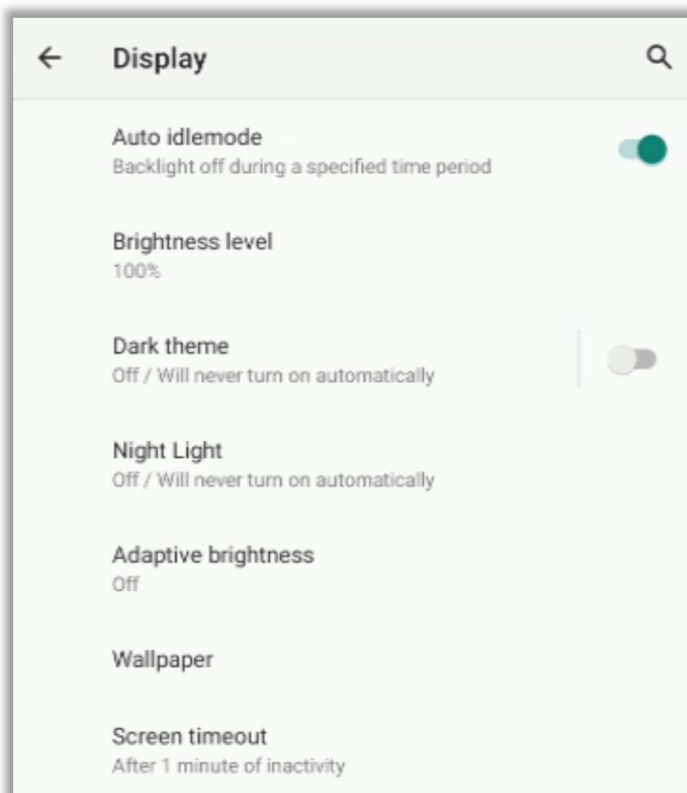 Display
Auto idlemode
Backlight off during a specified time period
Brightness level
100%
Dark theme
Off / Will never turn on automatically
Night Light
Off / Will never turn on automatically
Adaptive brightness
Off
Wallpaper
Screen timeout
After 1 minute of inactivity